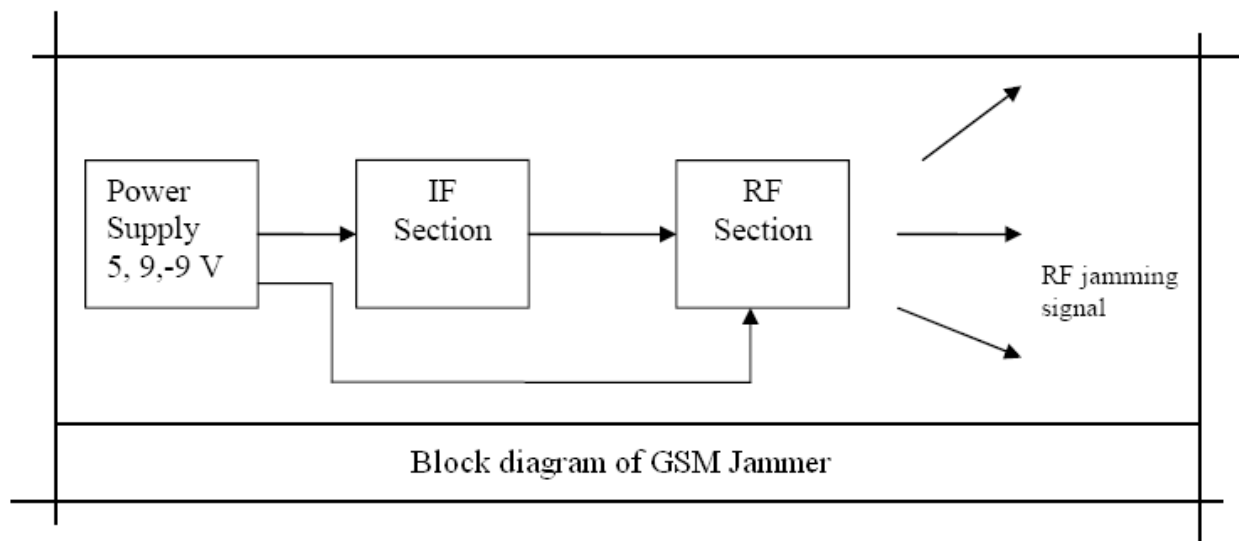 Power
Supply
5, 9,-9 V
IF
Section
RF
Section
RF jamming
signal
Block diagram of GSM Jammer